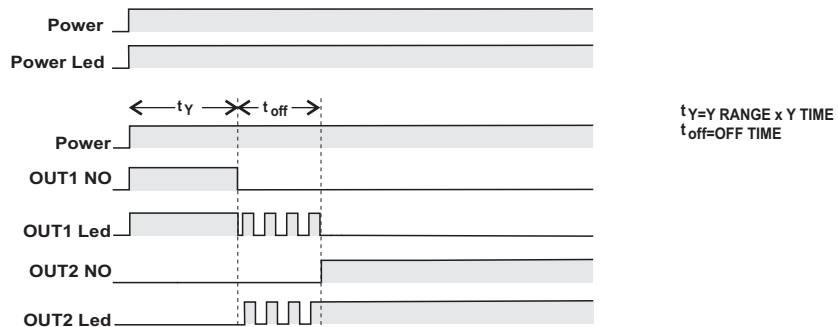 Power
Power Led
tY toff
Power
OUT1 NO
OUT1 Led
OUT2 NO
OUT2 Led
tY=Y RANGE x Y TIME
toff=OFF TIME